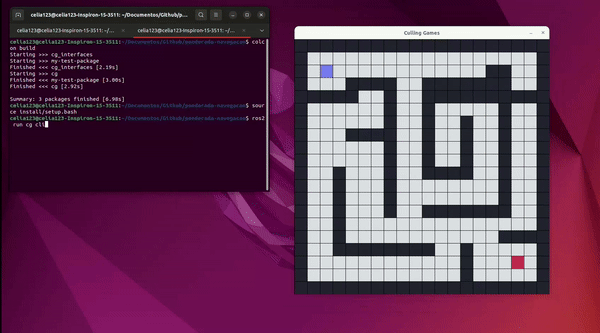 celia123@celia123-Inspiron-15-3511: ~/Documentos/Github/p...
celia123@celia123-Inspiron-15-3511: ~/...
celia123@celia123-Inspiron-15-3511: ~/...
Culling Games
celia123@celia123-Inspiron-15-3511:~/Documentos/Github/ponderada-navegacao$ colc
on build
Starting >>> cg_interfaces
Starting >>> my-test-package
Finished <<< cg_interfaces [2.19s]
Starting >>> cg
Finished <<< my-test-package [3.00s]
Finished <<< cg [2.92s]
Summary: 3 packages finished [6.98s]
celia123@celia123-Inspiron-15-3511:~/Documentos/Github/ponderada-navegacao$ sour
ce install/setup.bash
celia123@celia123-Inspiron-15-3511:~/Documentos/Github/ponderada-navegacao$ ros2
run cg cli